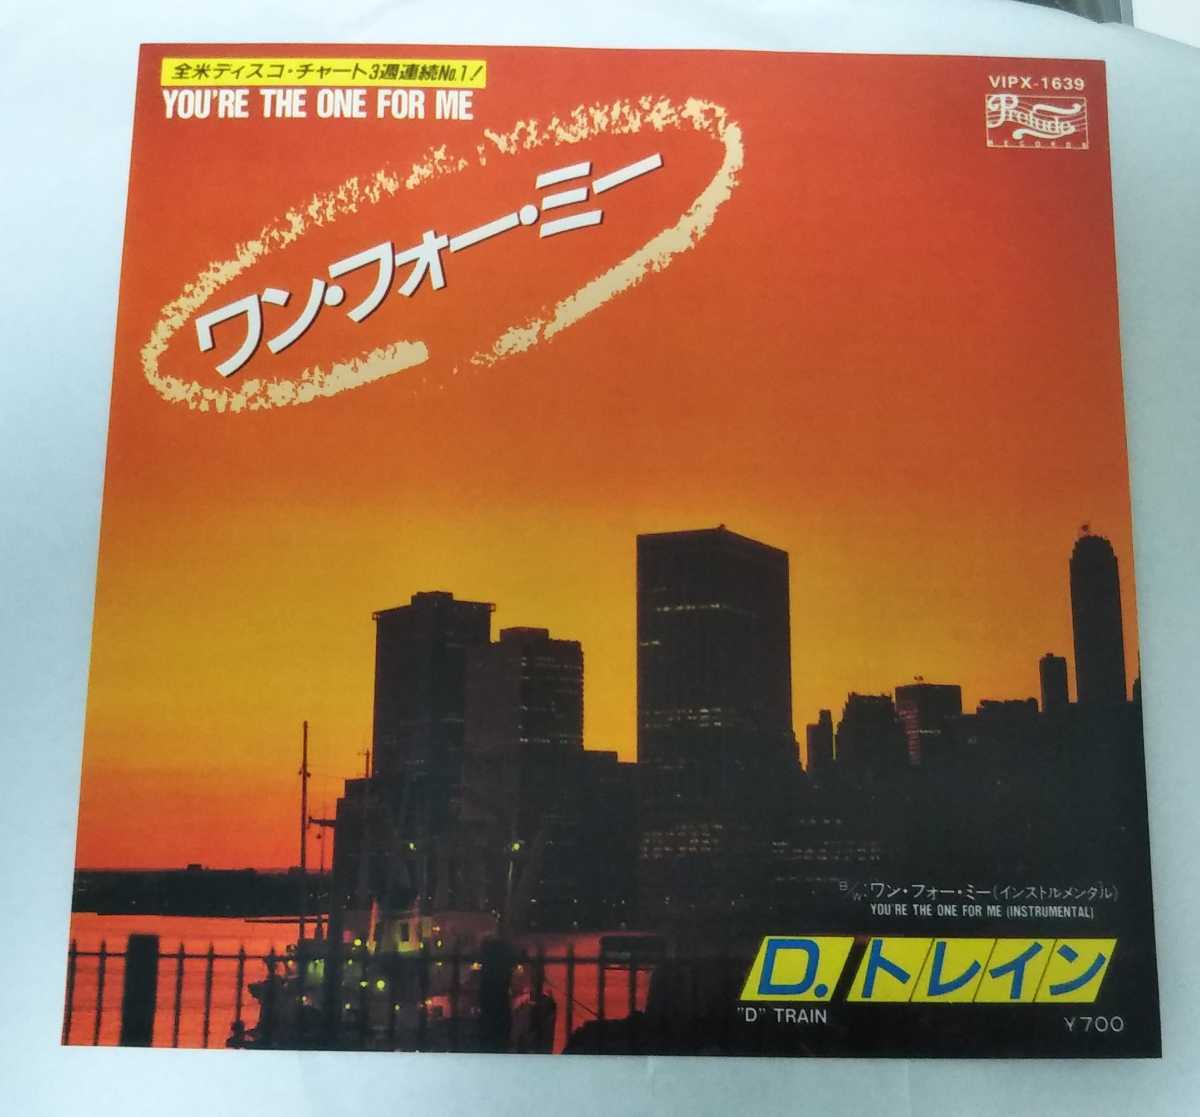 全米ディスコ・チャート3週連続No.1!
YOU'RE THE ONE FOR ME
VIPX-1639
Prelude
RECORDS
ワン・フォー・ミー
B/W:ワン・フォー・ミー(インストルメンタル)
YOU'RE THE ONE FOR ME (INSTRUMENTAL)
D.トレイン
"D" TRAIN
¥700